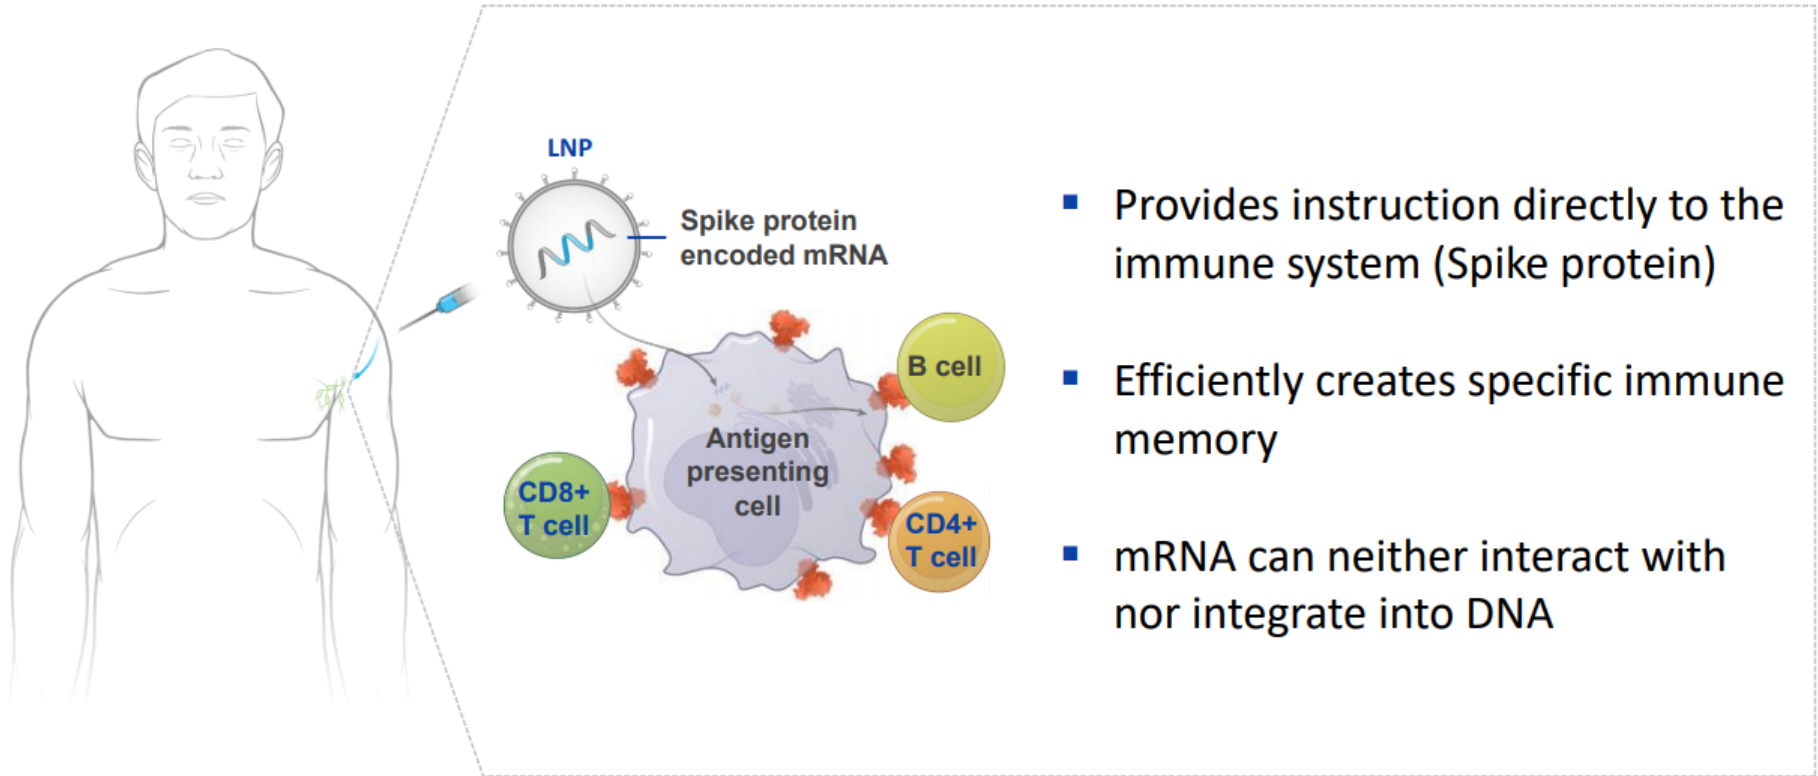 LNP
Spike protein
encoded mRNA
B cell
Antigen
presenting
cell
CD8+
T cell
CD4+
T cell
▪ Provides instruction directly to the
immune system (Spike protein)
▪ Efficiently creates specific immune
memory
▪ mRNA can neither interact with
nor integrate into DNA